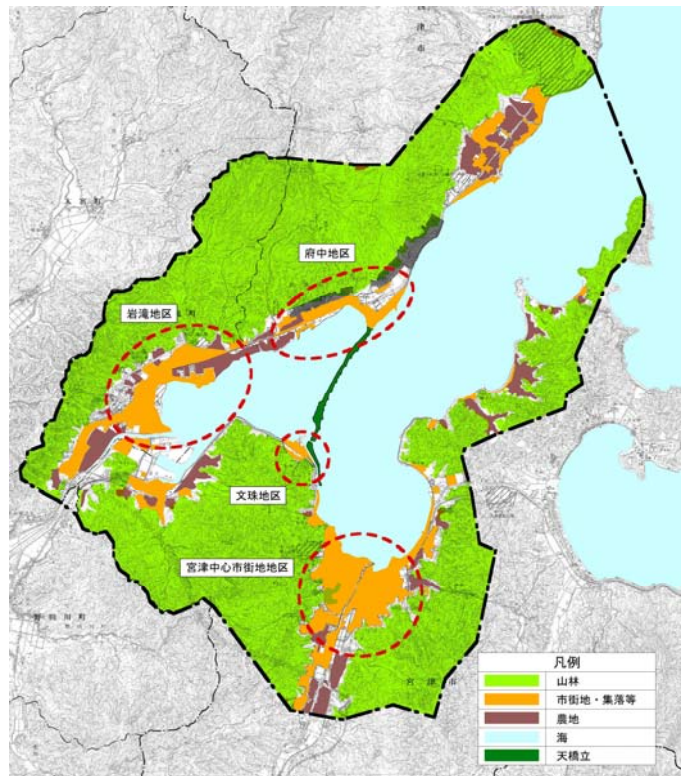 府中地区
岩滝地区
文珠地区
宮津中心市街地地区
凡例
山林
市街地・集落等
農地
海
天橋立